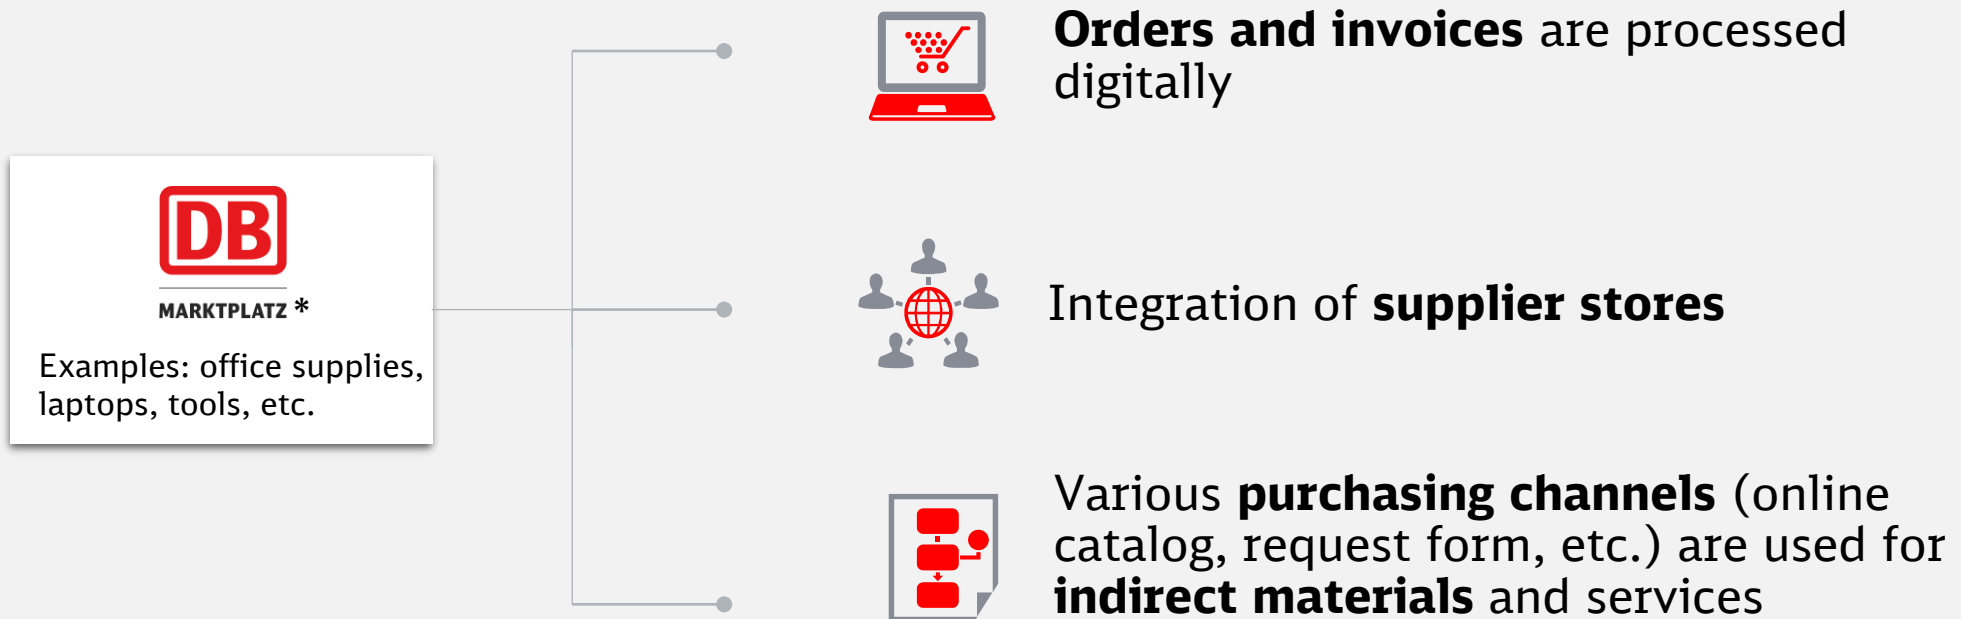 DB
MARKTPLATZ *
Examples: office supplies,
laptops, tools, etc.
Orders and invoices are processed
digitally
Integration of supplier stores
Various purchasing channels (online
catalog, request form, etc.) are used for
indirect materials and services